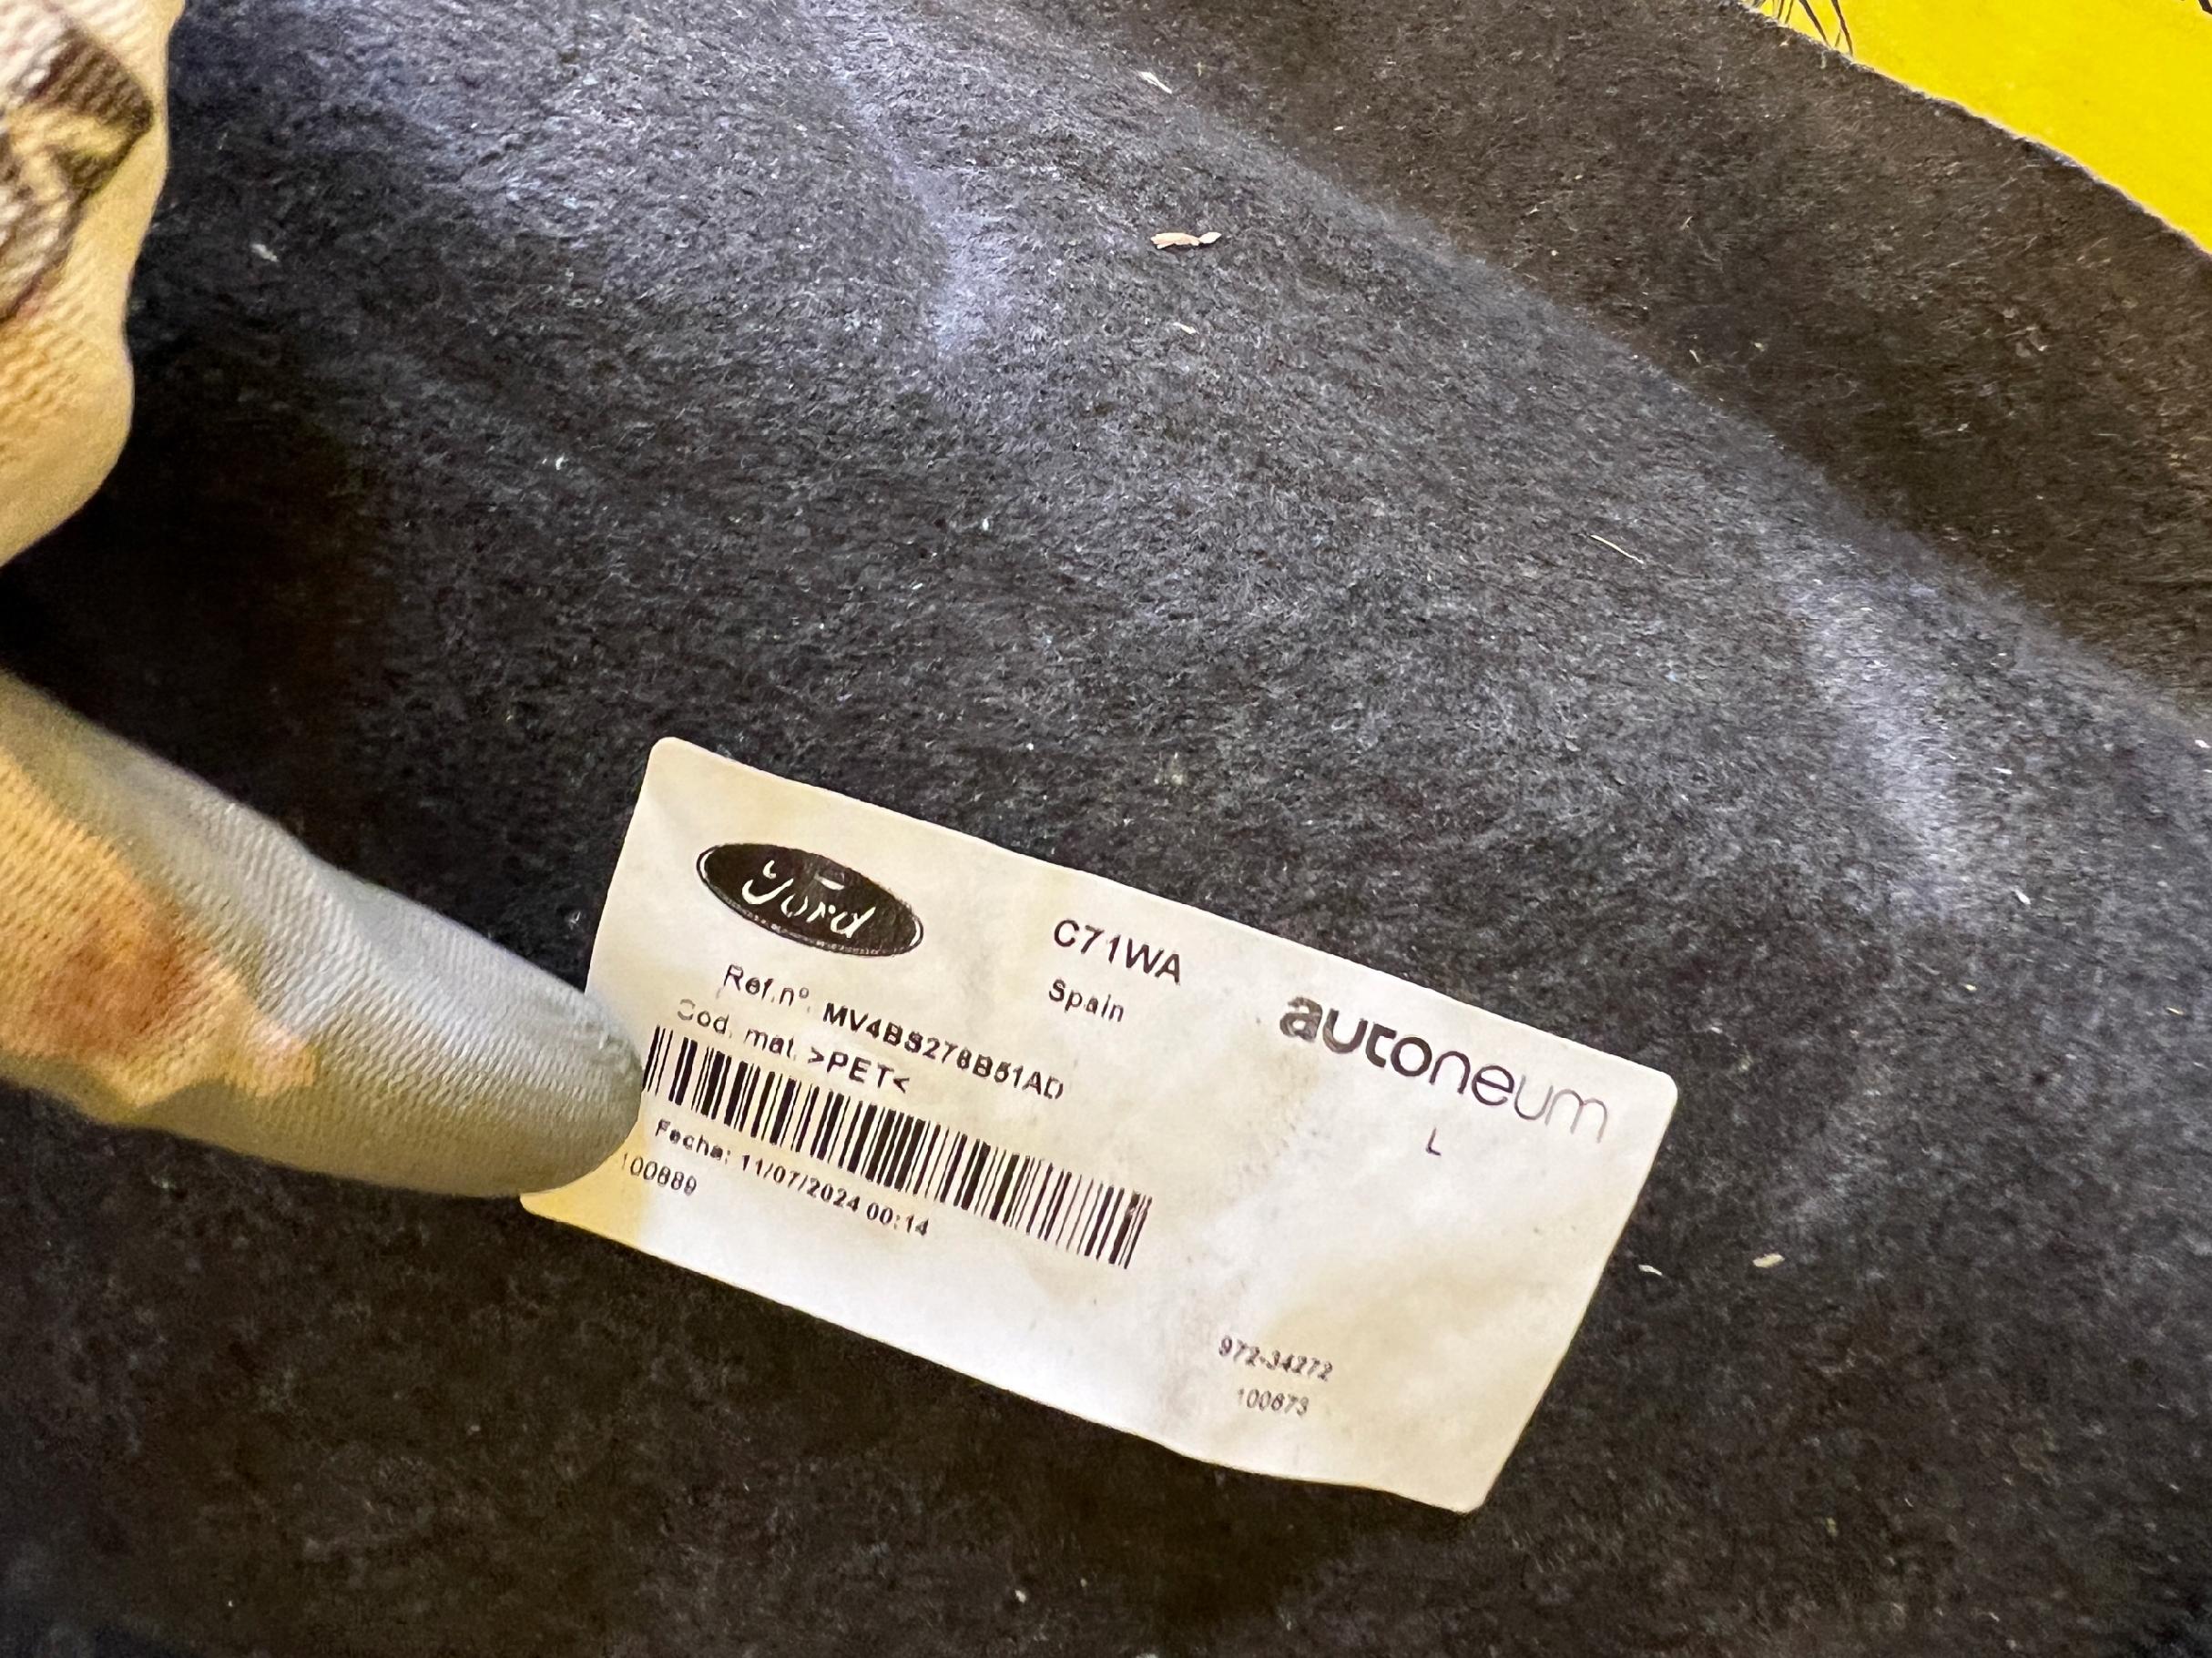 Ford
C71WA
Spain
autoneum
L
Ref.nº. MV4BS278B51AD
Cod. mat. >PET<
Fecha: 11/07/2024 00:14
100889
972-34272
100673